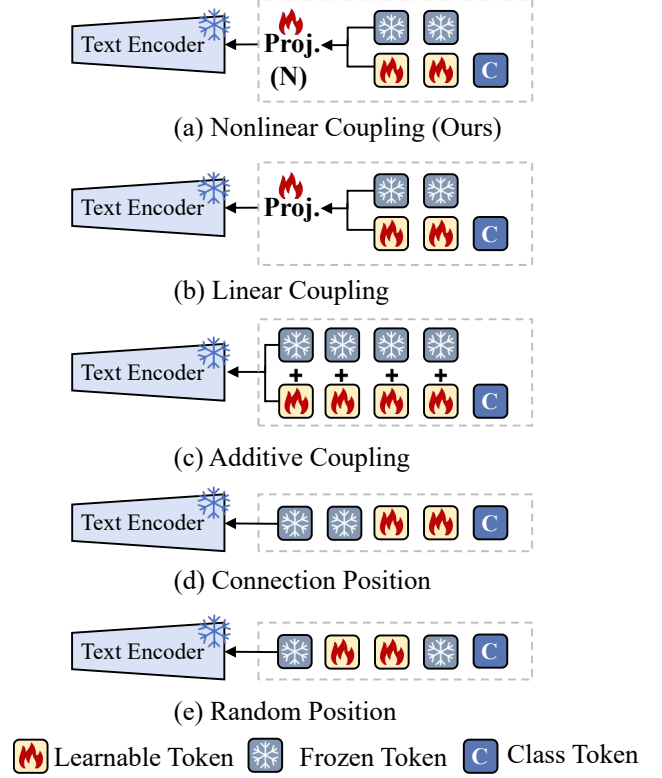 Text Encoder
Proj.
(N)
C
(a) Nonlinear Coupling (Ours)
Text Encoder
Proj.
C
(b) Linear Coupling
Text Encoder
+ + + +
C
(c) Additive Coupling
Text Encoder
C
(d) Connection Position
Text Encoder
C
(e) Random Position
Learnable Token Frozen Token C Class Token